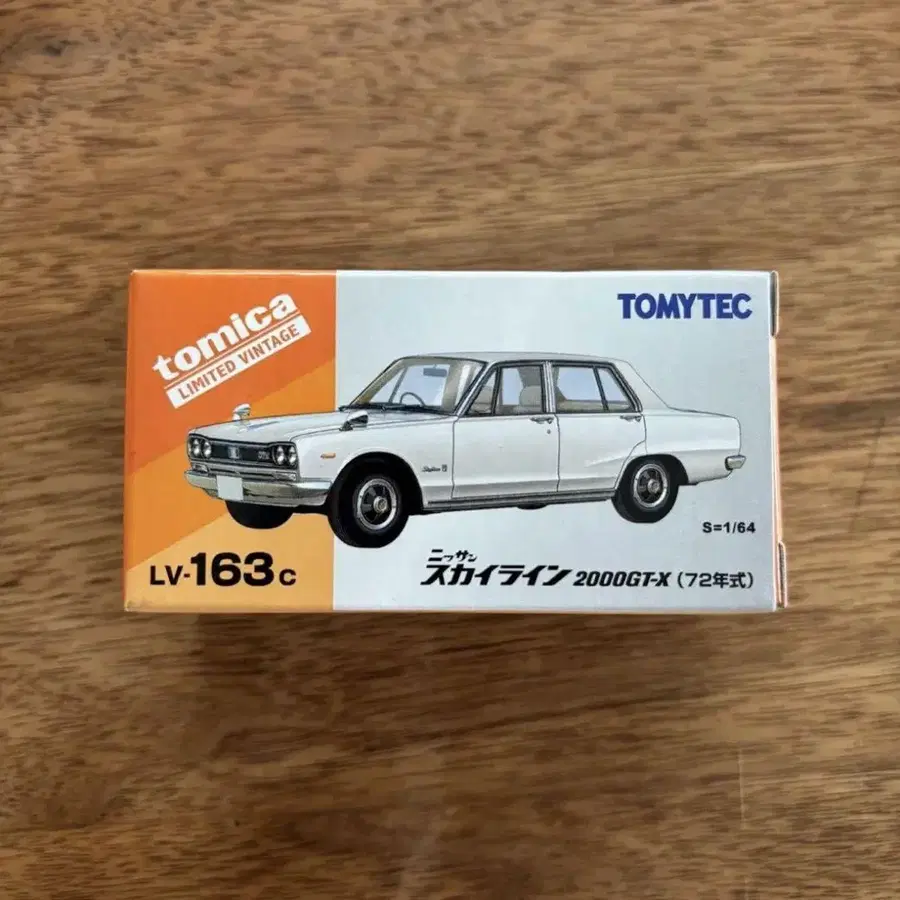 tomica
LIMITED VINTAGE
TOMYTEC
S=1/64
LV-163c
ニッサン
スカイライン 2000GT-X (72年式)